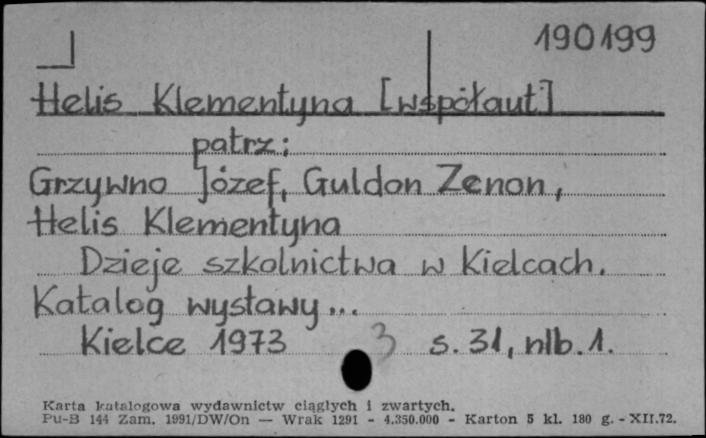 190199
Helis Klementyna [współaut.]
patrz:
Grzywna Józef, Guldon Zenon,
Helis Klementyna
Dzieje szkolnictwa w Kielcach.
Katalog wystawy...
Kielce 1973 3 s. 31, nlb. 1.
Karta katalogowa wydawnictw ciągłych i zwartych.
Pu-B 144 Zam. 1991/DW/On — Wrak 1291 - 4.350.000 - Karton 5 kl. 180 g. - XII.72.